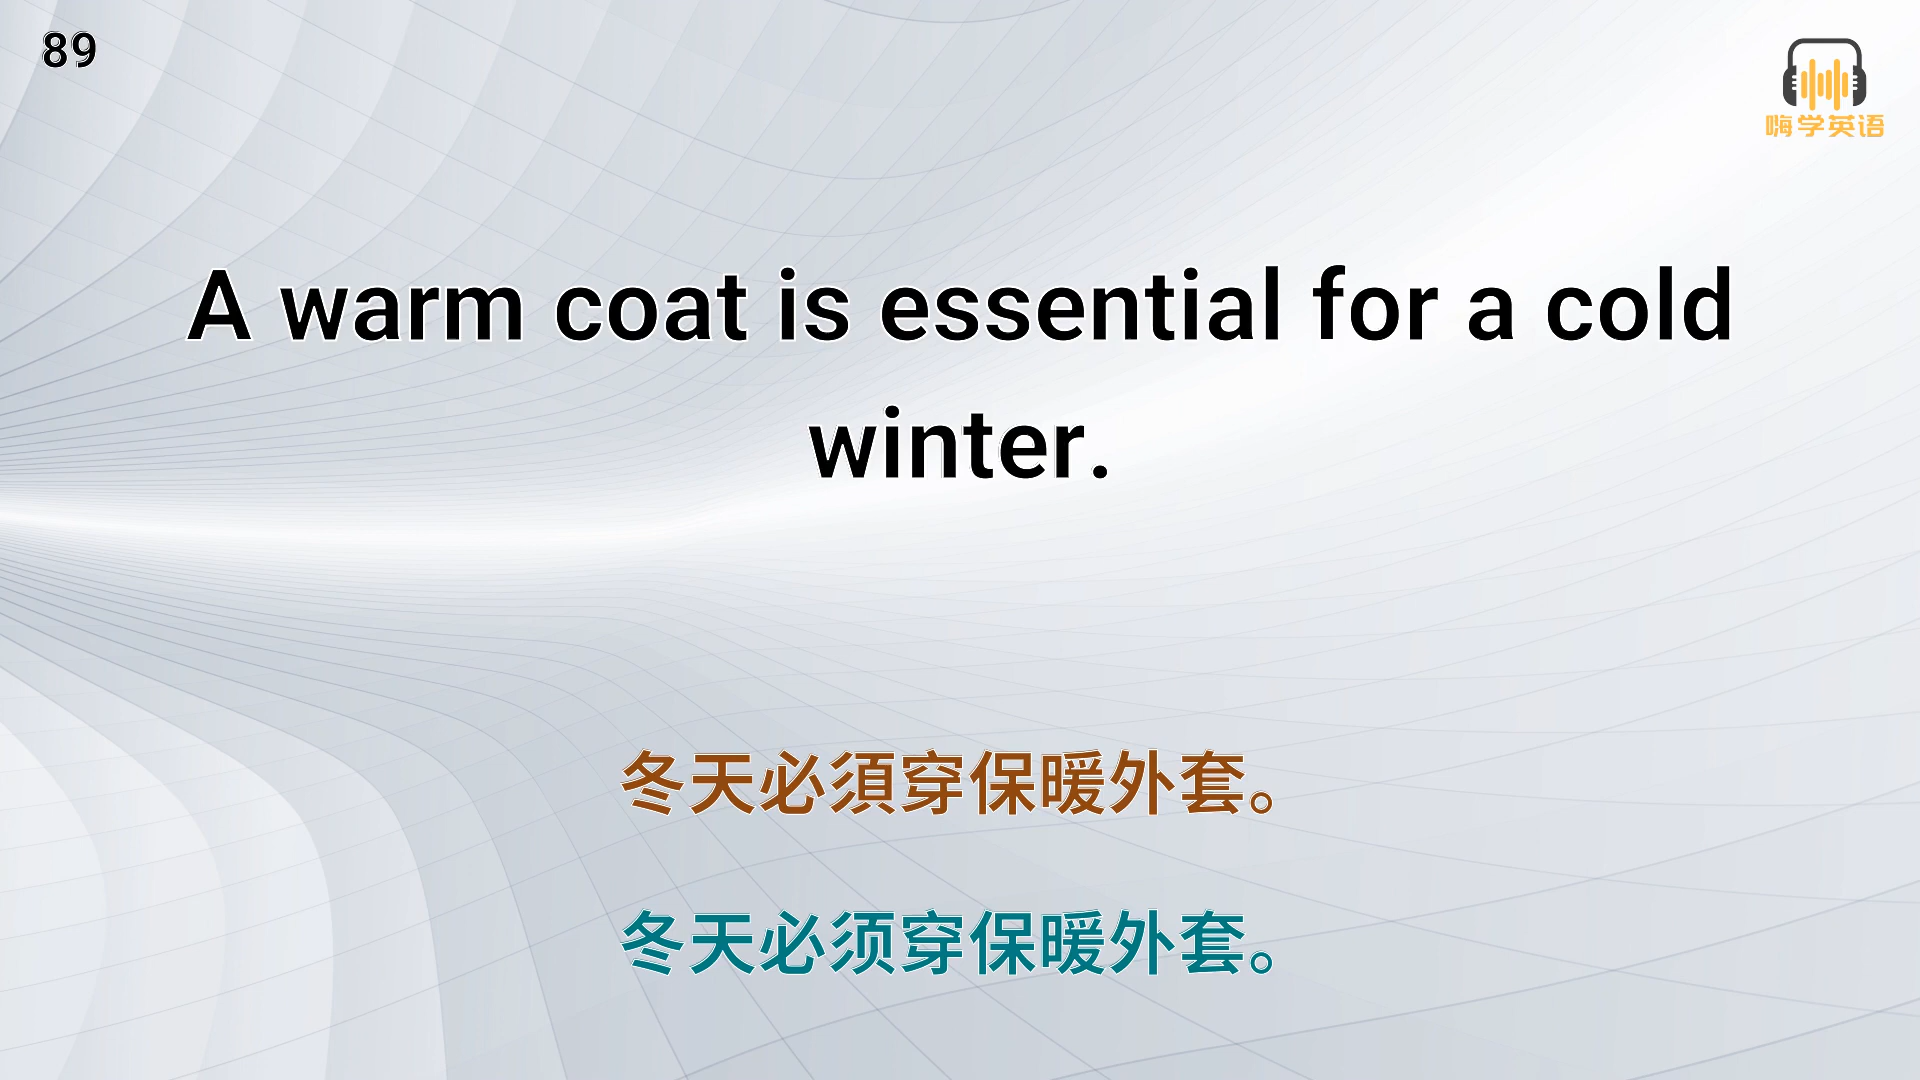 89
嗨学英语
A warm coat is essential for a cold
winter.
冬天必須穿保暖外套。
冬天必须穿保暖外套。